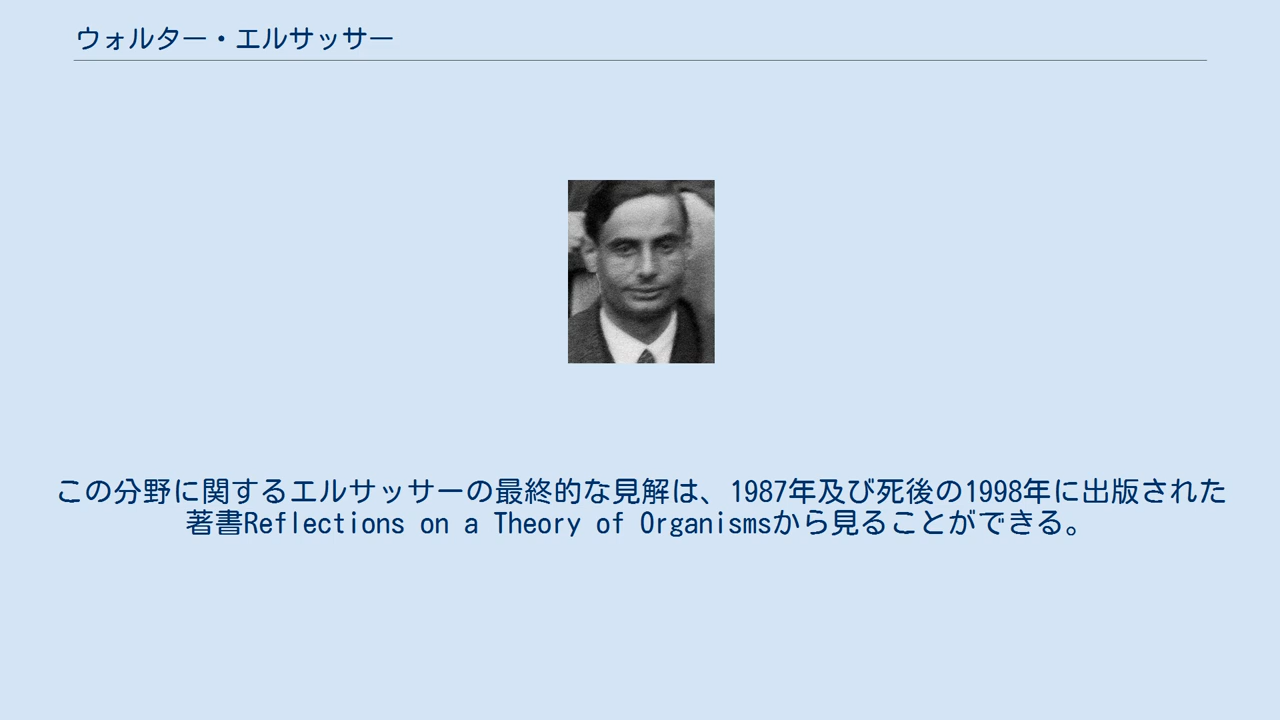 ウォルター・エルサッサー
この分野に関するエルサッサーの最終的な見解は、1987年及び死後の1998年に出版された
著書Reflections on a Theory of Organismsから見ることができる。